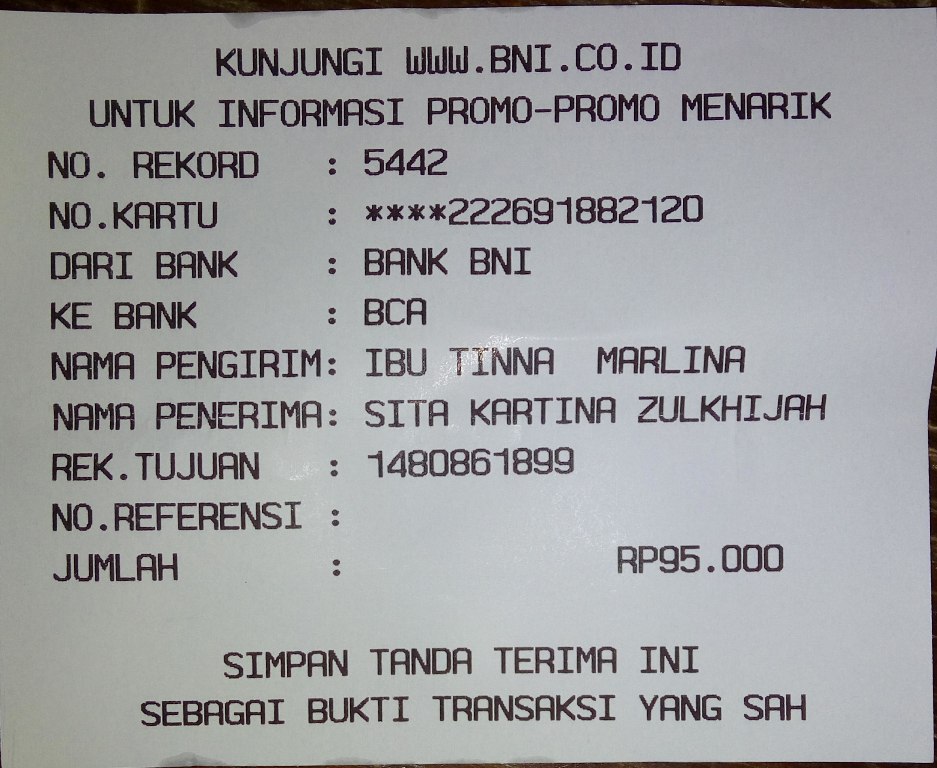 KUNJUNGI WWW.BNI.CO.ID
UNTUK INFORMASI PROMO-PROMO MENARIK
NO. REKORD : 5442
NO.KARTU : ****222691882120
DARI BANK : BANK BNI
KE BANK : BCA
NAMA PENGIRIM: IBU TINNA MARLINA
NAMA PENERIMA: SITA KARTINA ZULKHIJAH
REK.TUJUAN : 1480861899
NO.REFERENSI :
JUMLAH : RP95.000
SIMPAN TANDA TERIMA INI
SEBAGAI BUKTI TRANSAKSI YANG SAH